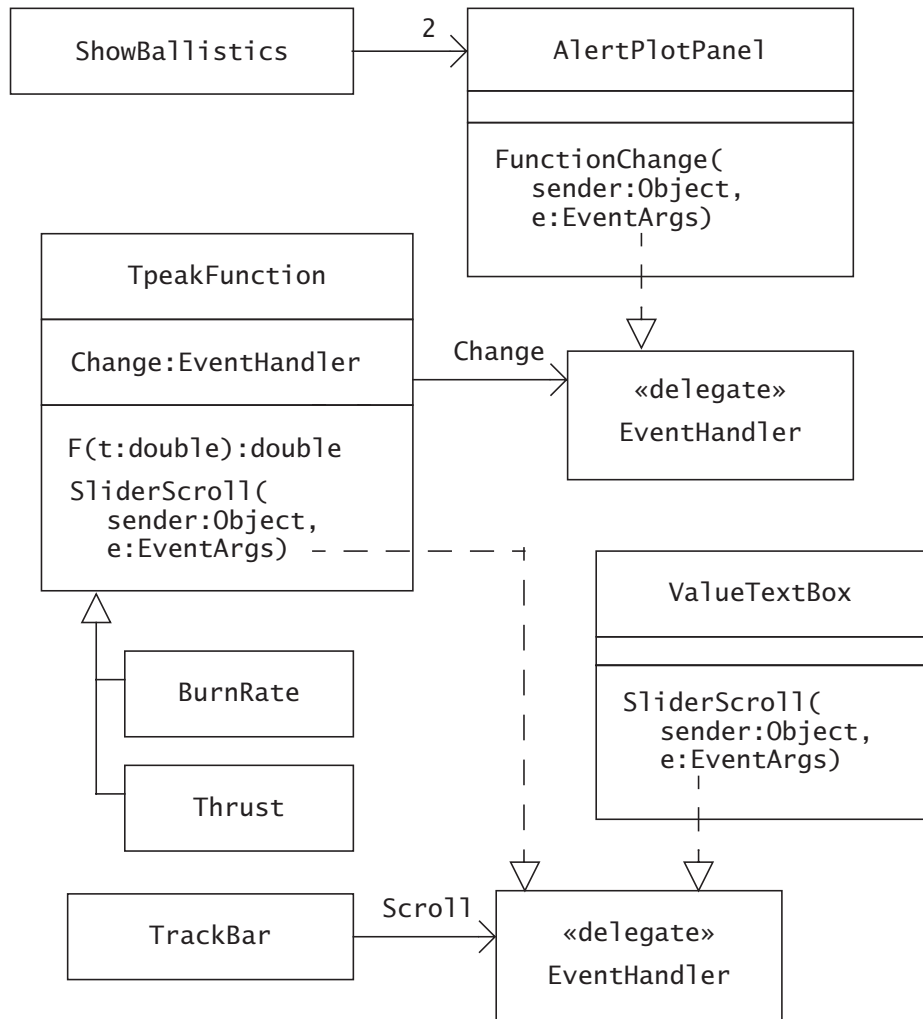 ShowBallistics
2
AlertPlotPanel
FunctionChange(
sender:Object,
e:EventArgs)
TpeakFunction
Change:EventHandler
Change
«delegate»
EventHandler
F(t:double):double
SliderScroll(
sender:Object,
e:EventArgs)
ValueTextBox
SliderScroll(
sender:Object,
e:EventArgs)
BurnRate
Thrust
TrackBar
Scroll
«delegate»
EventHandler